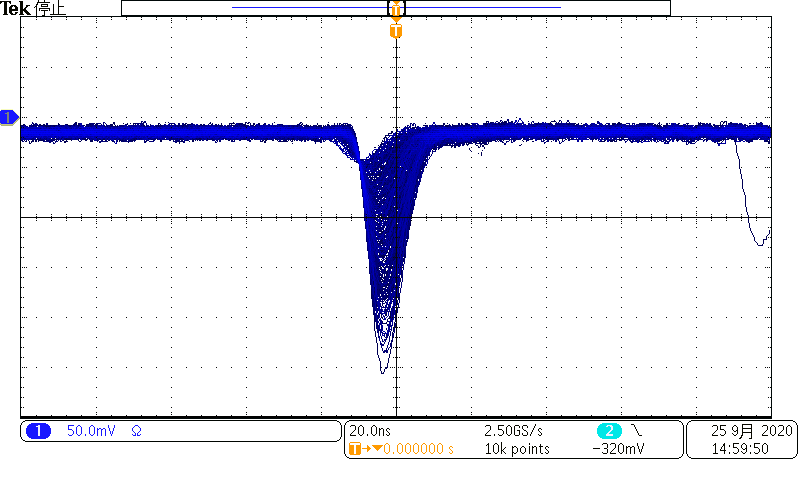 Tek 停止
T
T
1
1 50.0mV Ω
20.0ns 2.50GS/s 2 -320mV
T→▼0.000000 s 10k points
25 9月 2020
14:59:50